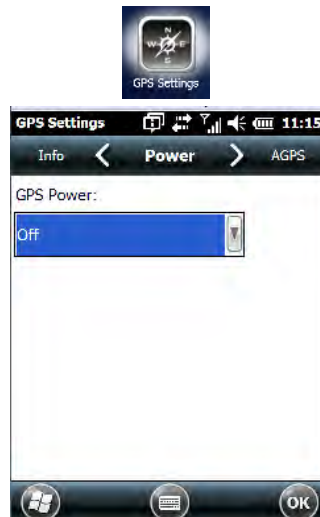 N
W E
S
GPS Settings
GPS Settings 11:15
Info Power AGPS
GPS Power:
Off
OK